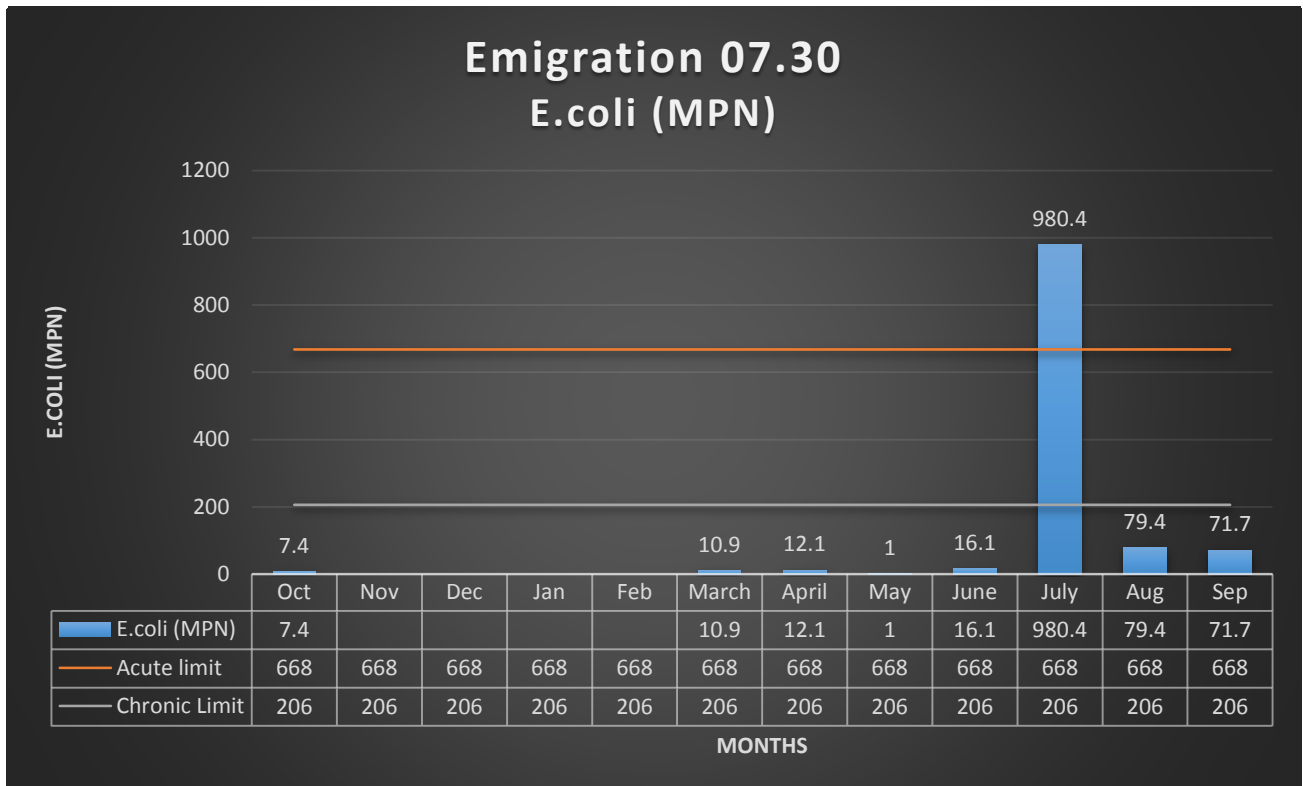 Emigration 07.30
E.coli (MPN)
1200
1000
800
600
400
200
0
E.COLI (MPN)
7.4
10.9
12.1
1
16.1
980.4
79.4
71.7
Oct Nov Dec Jan Feb March April May June July Aug Sep
E.coli (MPN) 7.4 10.9 12.1 1 16.1 980.4 79.4 71.7
Acute limit 668 668 668 668 668 668 668 668 668 668 668 668
Chronic Limit 206 206 206 206 206 206 206 206 206 206 206 206
MONTHS